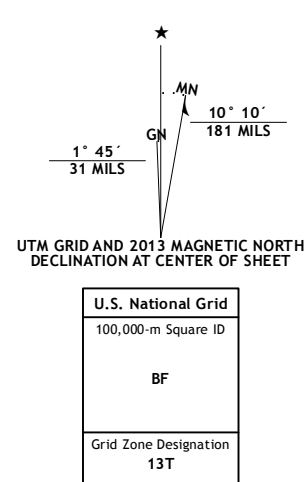 ★
MN
GN
10° 10´
181 MILS
1° 45´
31 MILS
UTM GRID AND 2013 MAGNETIC NORTH
DECLINATION AT CENTER OF SHEET
U.S. National Grid
100,000-m Square ID
BF
Grid Zone Designation
13T